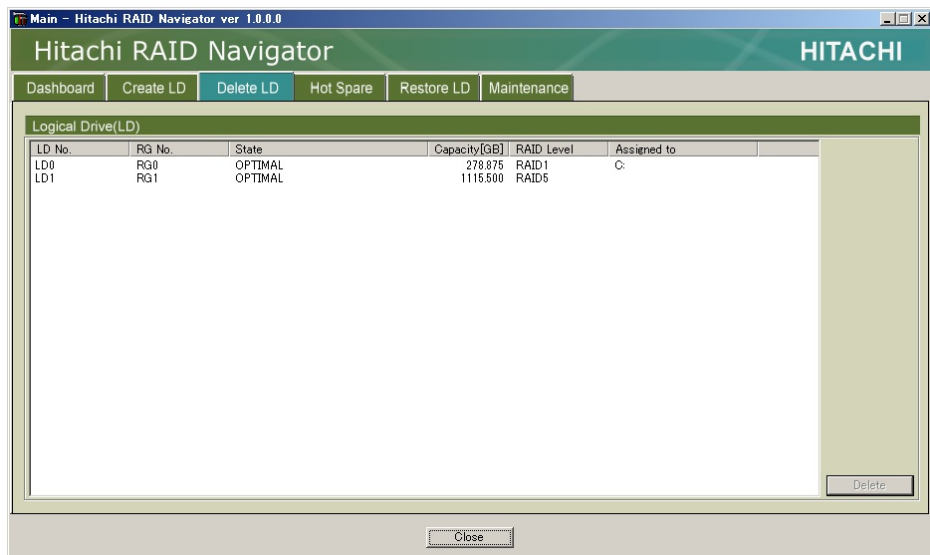 Main - Hitachi RAID Navigator ver 1.0.0.0
Hitachi RAID Navigator HITACHI
Dashboard Create LD Delete LD Hot Spare Restore LD Maintenance
Logical Drive(LD)
LD No. RG No. State Capacity[GB] RAID Level Assigned to
LD0 RG0 OPTIMAL 278.875 RAID1 C:
LD1 RG1 OPTIMAL 1115.500 RAID5
Delete
Close